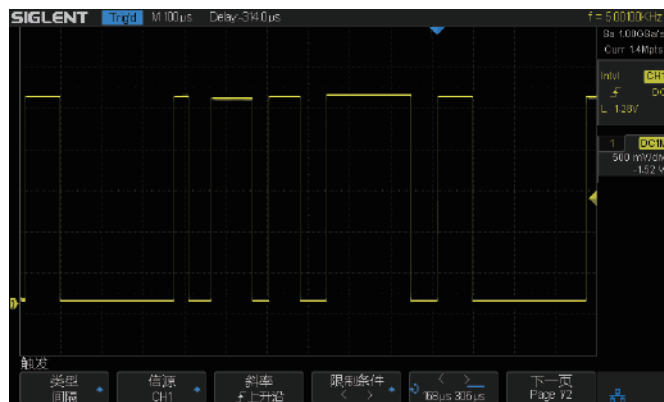 SIGLENT Trig'd M 100μs Delay:-314.0μs f = 5.00100KHz
Sa 1.00GSa/s
Curr 1.4Mpts
Intvl CH1
DC
L 1.28V
1 DC1M
500 mV/div
-1.52 V
触发
类型 信源 斜率 限制条件 < > 下一页
间隔 CH1 上升沿 < > 168μs 306μs Page 1/2